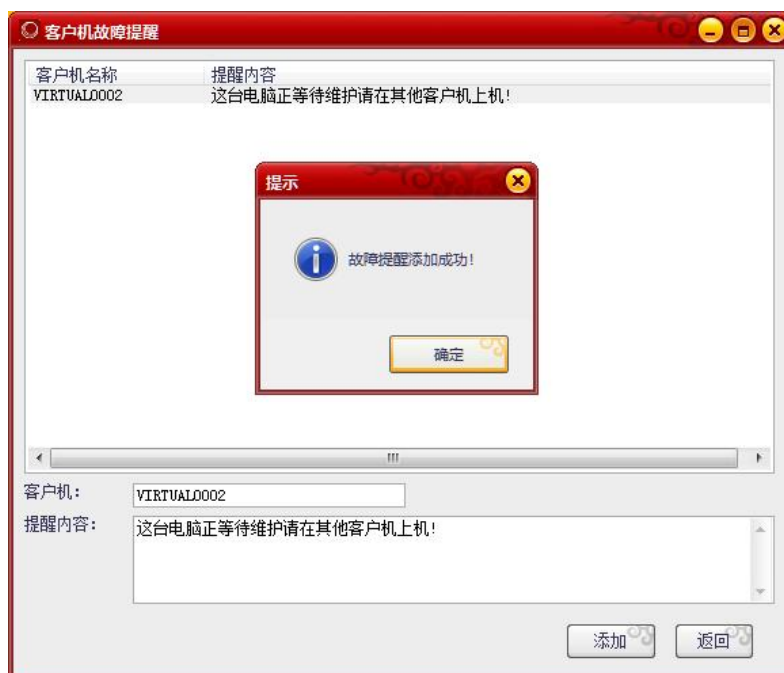 客户机故障提醒
客户机名称 提醒内容
VIRTUAL0002 这台电脑正等待维护请在其他客户机上机!
提示
故障提醒添加成功!
确定
客户机: VIRTUAL0002
提醒内容: 这台电脑正等待维护请在其他客户机上机!
添加 返回